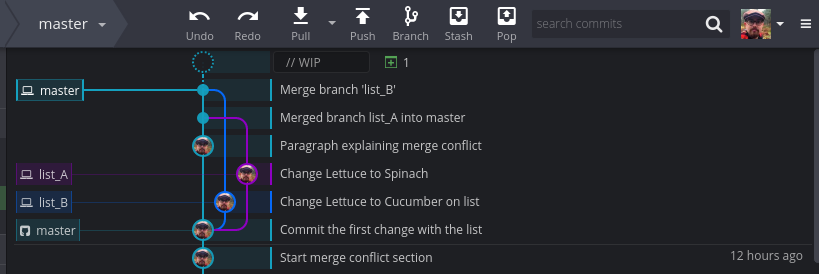 master
Undo
Redo
Pull
Push
Branch
Stash
Pop
search commits
// WIP
1
master
Merge branch 'list_B'
Merged branch list_A into master
Paragraph explaining merge conflict
list_A
Change Lettuce to Spinach
list_B
Change Lettuce to Cucumber on list
master
Commit the first change with the list
Start merge conflict section
12 hours ago